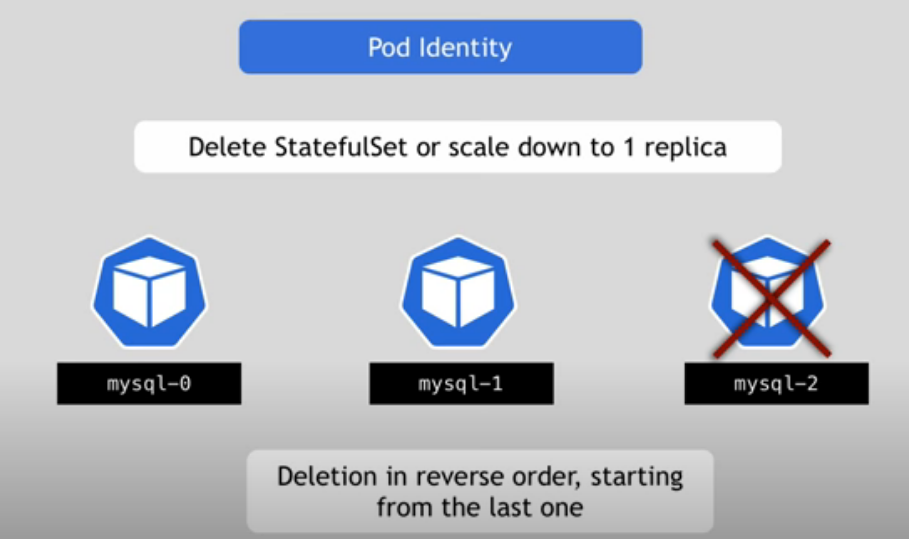 Pod Identity
Delete StatefulSet or scale down to 1 replica
mysql-0
mysql-1
mysql-2
Deletion in reverse order, starting
from the last one